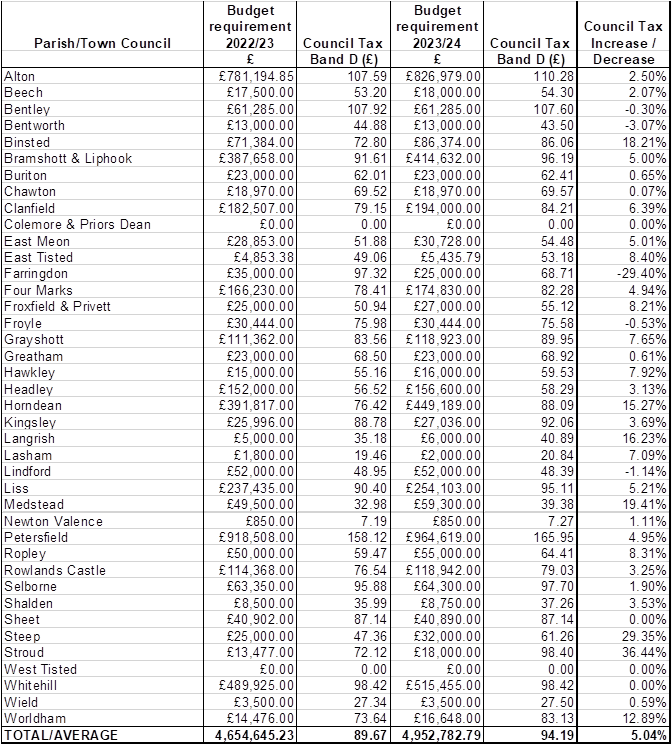 Parish/Town Council Budget requirement 2022/23 £ Council Tax Band D (£) Budget requirement 2023/24 £ Council Tax Band D (£) Council Tax Increase / Decrease
Alton £781,194.85 107.59 £826,979.00 110.28 2.50%
Beech £17,500.00 53.20 £18,000.00 54.30 2.07%
Bentley £61,285.00 107.92 £61,285.00 107.60 -0.30%
Bentworth £13,000.00 44.88 £13,000.00 43.50 -3.07%
Binsted £71,384.00 72.80 £86,374.00 86.06 18.21%
Bramshott & Liphook £387,658.00 91.61 £414,632.00 96.19 5.00%
Buriton £23,000.00 62.01 £23,000.00 62.41 0.65%
Chawton £18,970.00 69.52 £18,970.00 69.57 0.07%
Clanfield £182,507.00 79.15 £194,000.00 84.21 6.39%
Colemore & Priors Dean £0.00 0.00 £0.00 0.00 0.00%
East Meon £28,853.00 51.88 £30,728.00 54.48 5.01%
East Tisted £4,853.38 49.06 £5,435.79 53.18 8.40%
Farringdon £35,000.00 97.32 £25,000.00 68.71 -29.40%
Four Marks £166,230.00 78.41 £174,830.00 82.28 4.94%
Froxfield & Privett £25,000.00 50.94 £27,000.00 55.12 8.21%
Froyle £30,444.00 75.98 £30,444.00 75.58 -0.53%
Grayshott £111,362.00 83.56 £118,923.00 89.95 7.65%
Greatham £23,000.00 68.50 £23,000.00 68.92 0.61%
Hawkley £15,000.00 55.16 £16,000.00 59.53 7.92%
Headley £152,000.00 56.52 £156,600.00 58.29 3.13%
Horndean £391,817.00 76.42 £449,189.00 88.09 15.27%
Kingsley £25,996.00 88.78 £27,036.00 92.06 3.69%
Langrish £5,000.00 35.18 £6,000.00 40.89 16.23%
Lasham £1,800.00 19.46 £2,000.00 20.84 7.09%
Lindford £52,000.00 48.95 £52,000.00 48.39 -1.14%
Liss £237,435.00 90.40 £254,103.00 95.11 5.21%
Medstead £49,500.00 32.98 £59,300.00 39.38 19.41%
Newton Valence £850.00 7.19 £850.00 7.27 1.11%
Petersfield £918,508.00 158.12 £964,619.00 165.95 4.95%
Ropley £50,000.00 59.47 £55,000.00 64.41 8.31%
Rowlands Castle £114,368.00 76.54 £118,942.00 79.03 3.25%
Selborne £63,350.00 95.88 £64,300.00 97.70 1.90%
Shalden £8,500.00 35.99 £8,750.00 37.26 3.53%
Sheet £40,902.00 87.14 £40,890.00 87.14 0.00%
Steep £25,000.00 47.36 £32,000.00 61.26 29.35%
Stroud £13,477.00 72.12 £18,000.00 98.40 36.44%
West Tisted £0.00 0.00 £0.00 0.00 0.00%
Whitehill £489,925.00 98.42 £515,455.00 98.42 0.00%
Wield £3,500.00 27.34 £3,500.00 27.50 0.59%
Worldham £14,476.00 73.64 £16,648.00 83.13 12.89%
TOTAL/AVERAGE 4,654,645.23 89.67 4,952,782.79 94.19 5.04%